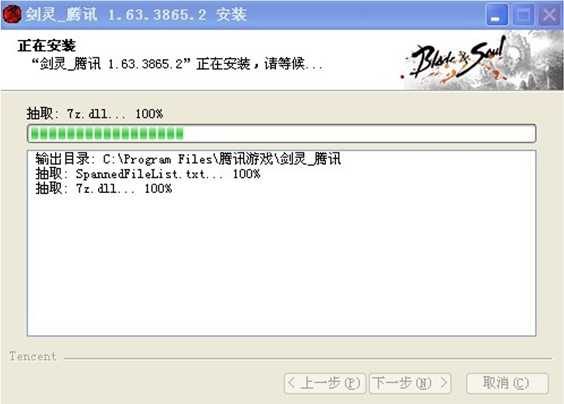 剑灵_腾讯 1.63.3865.2 安装
正在安装
“剑灵_腾讯 1.63.3865.2”正在安装，请等候...
Blade & Soul
抽取: 7z.dll... 100%
输出目录: C:\Program Files\腾讯游戏\剑灵_腾讯
抽取: SpannedFileList.txt... 100%
抽取: 7z.dll... 100%
Tencent
< 上一步(P) 下一步(N) > 取消(C)